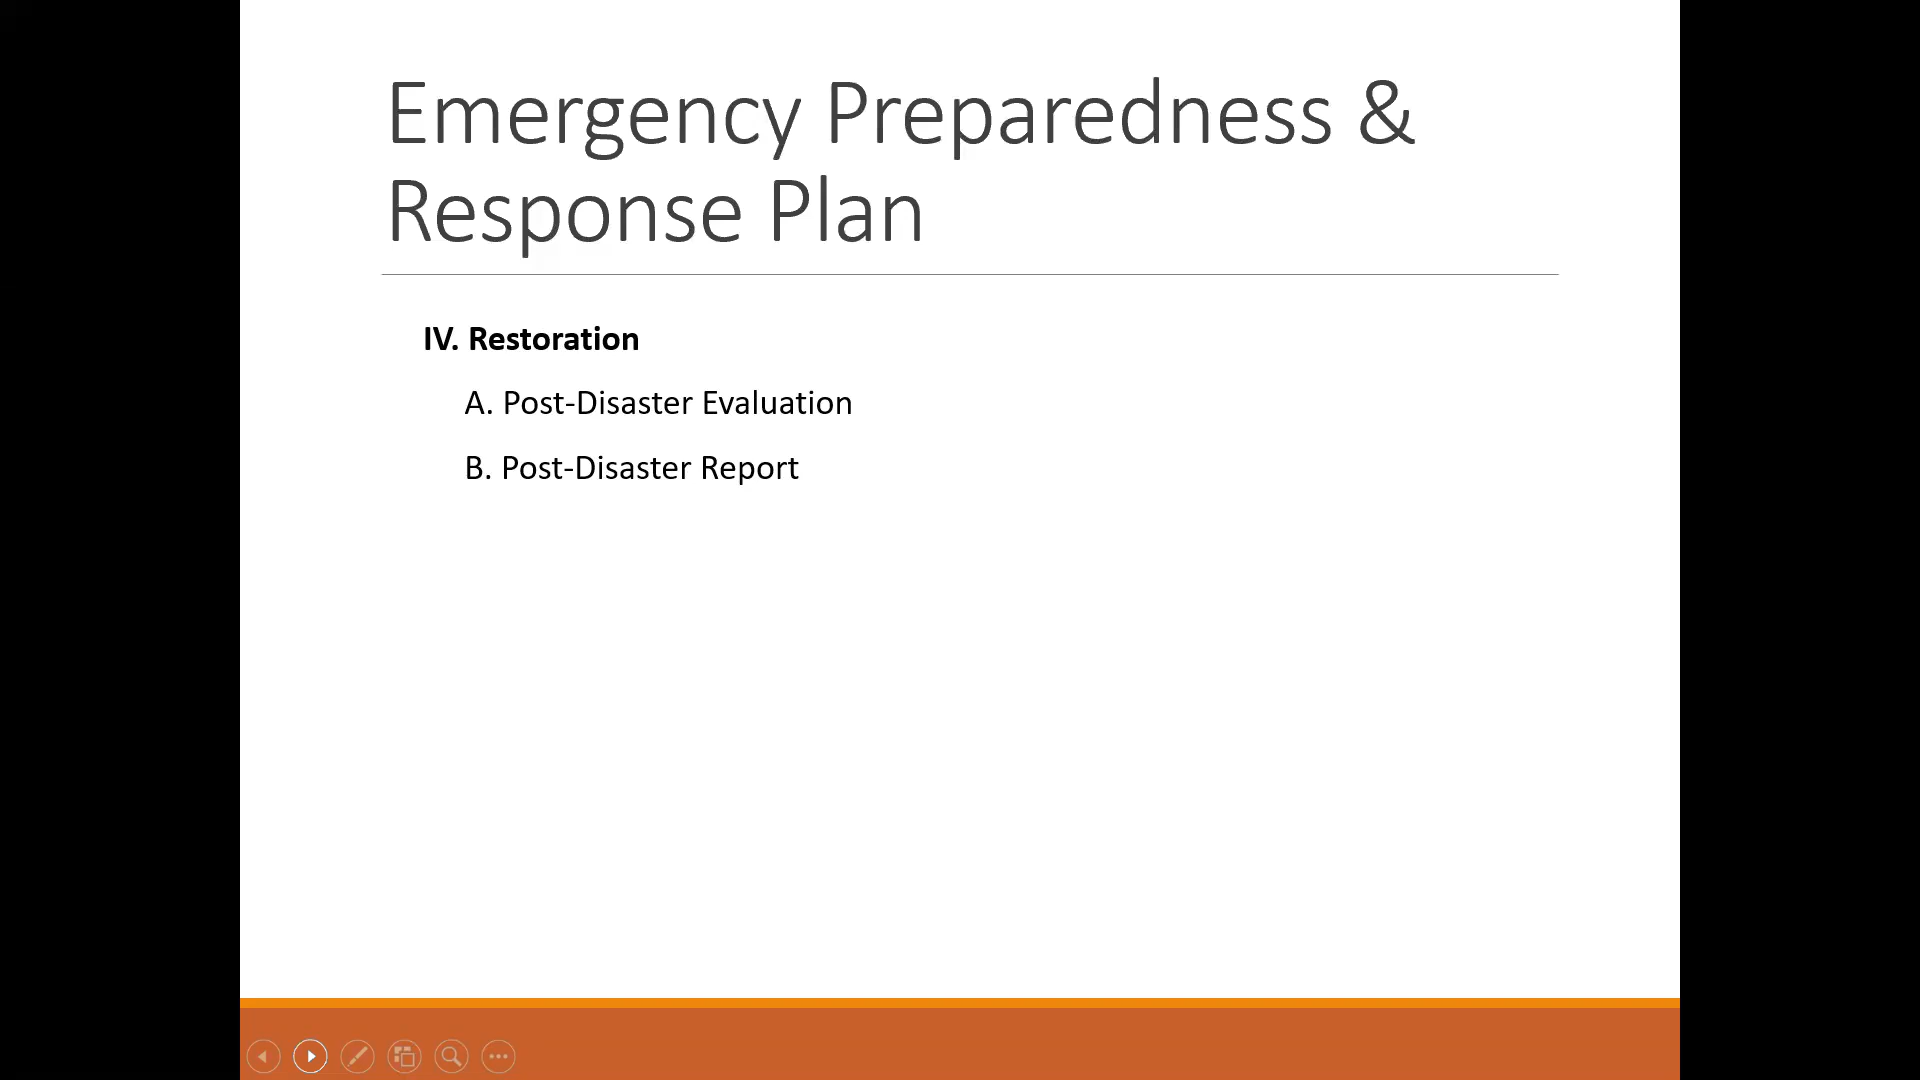 Emergency Preparedness &
Response Plan
IV. Restoration
A. Post-Disaster Evaluation
B. Post-Disaster Report